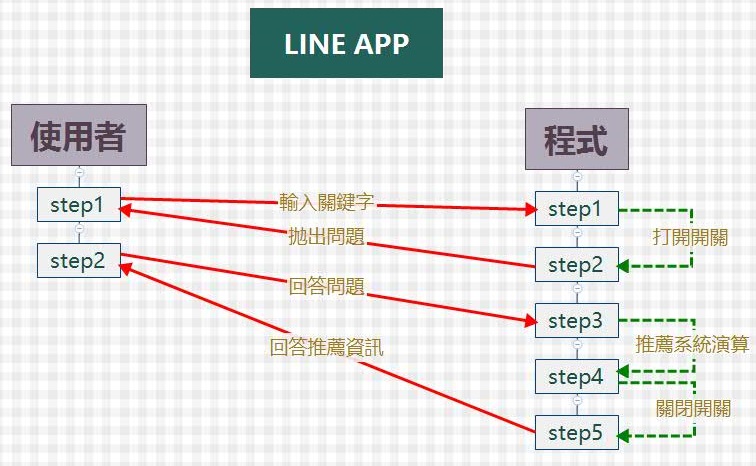 LINE APP
使用者
程式
step1
輸入關鍵字
step1
打開開關
拋出問題
step2
step2
回答問題
step3
推薦系統演算
回答推薦資訊
step4
關閉開關
step5